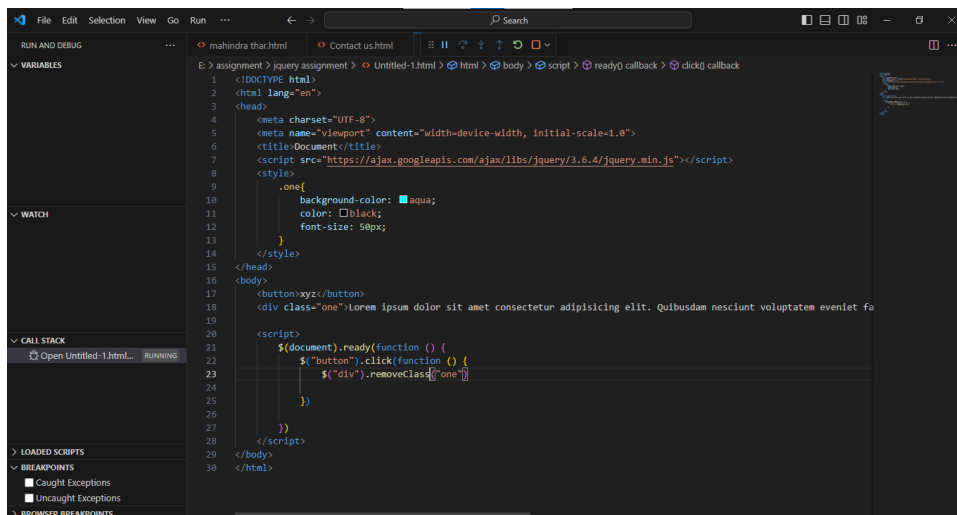 File Edit Selection View Go Run ··· Search
RUN AND DEBUG ··· mahindra thar.html Contact us.html
VARIABLES E: > assignment > jquery assignment > Untitled-1.html > html > body > script > ready() callback > click() callback
1 <!DOCTYPE html>
2 <html lang="en">
3 <head>
4 <meta charset="UTF-8">
5 <meta name="viewport" content="width=device-width, initial-scale=1.0">
6 <title>Document</title>
7 <script src="https://ajax.googleapis.com/ajax/libs/jquery/3.6.4/jquery.min.js"></script>
8 <style>
9 .one{
10 background-color: aqua;
WATCH
11 color: black;
12 font-size: 50px;
13 }
14 </style>
15 </head>
16 <body>
17 <button>xyz</button>
18 <div class="one">Lorem ipsum dolor sit amet consectetur adipisicing elit. Quibusdam nesciunt voluptatem eveniet fa
19
20 <script>
CALL STACK
21 $(document).ready(function () {
Open Untitled-1.html... RUNNING
22 $("button").click(function () {
23 $("div").removeClass("one")
24
25 })
26
27 })
28 </script>
LOADED SCRIPTS
29 </body>
BREAKPOINTS
30 </html>
Caught Exceptions
Uncaught Exceptions
BROWSER BREAKPOINTS